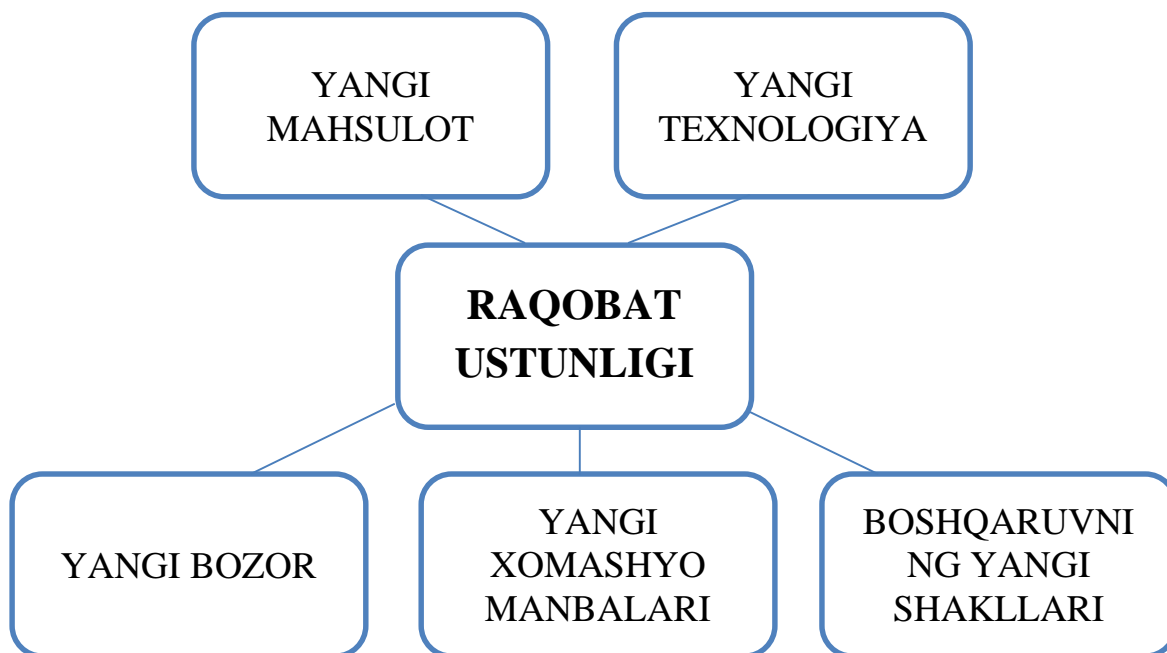 YANGI
MAHSULOT
YANGI
TEXNOLOGIYA
RAQOBAT
USTUNLIGI
YANGI BOZOR
YANGI
XOMASHYO
MANBALARI
BOSHQARUVNI
NG YANGI
SHAKLLARI